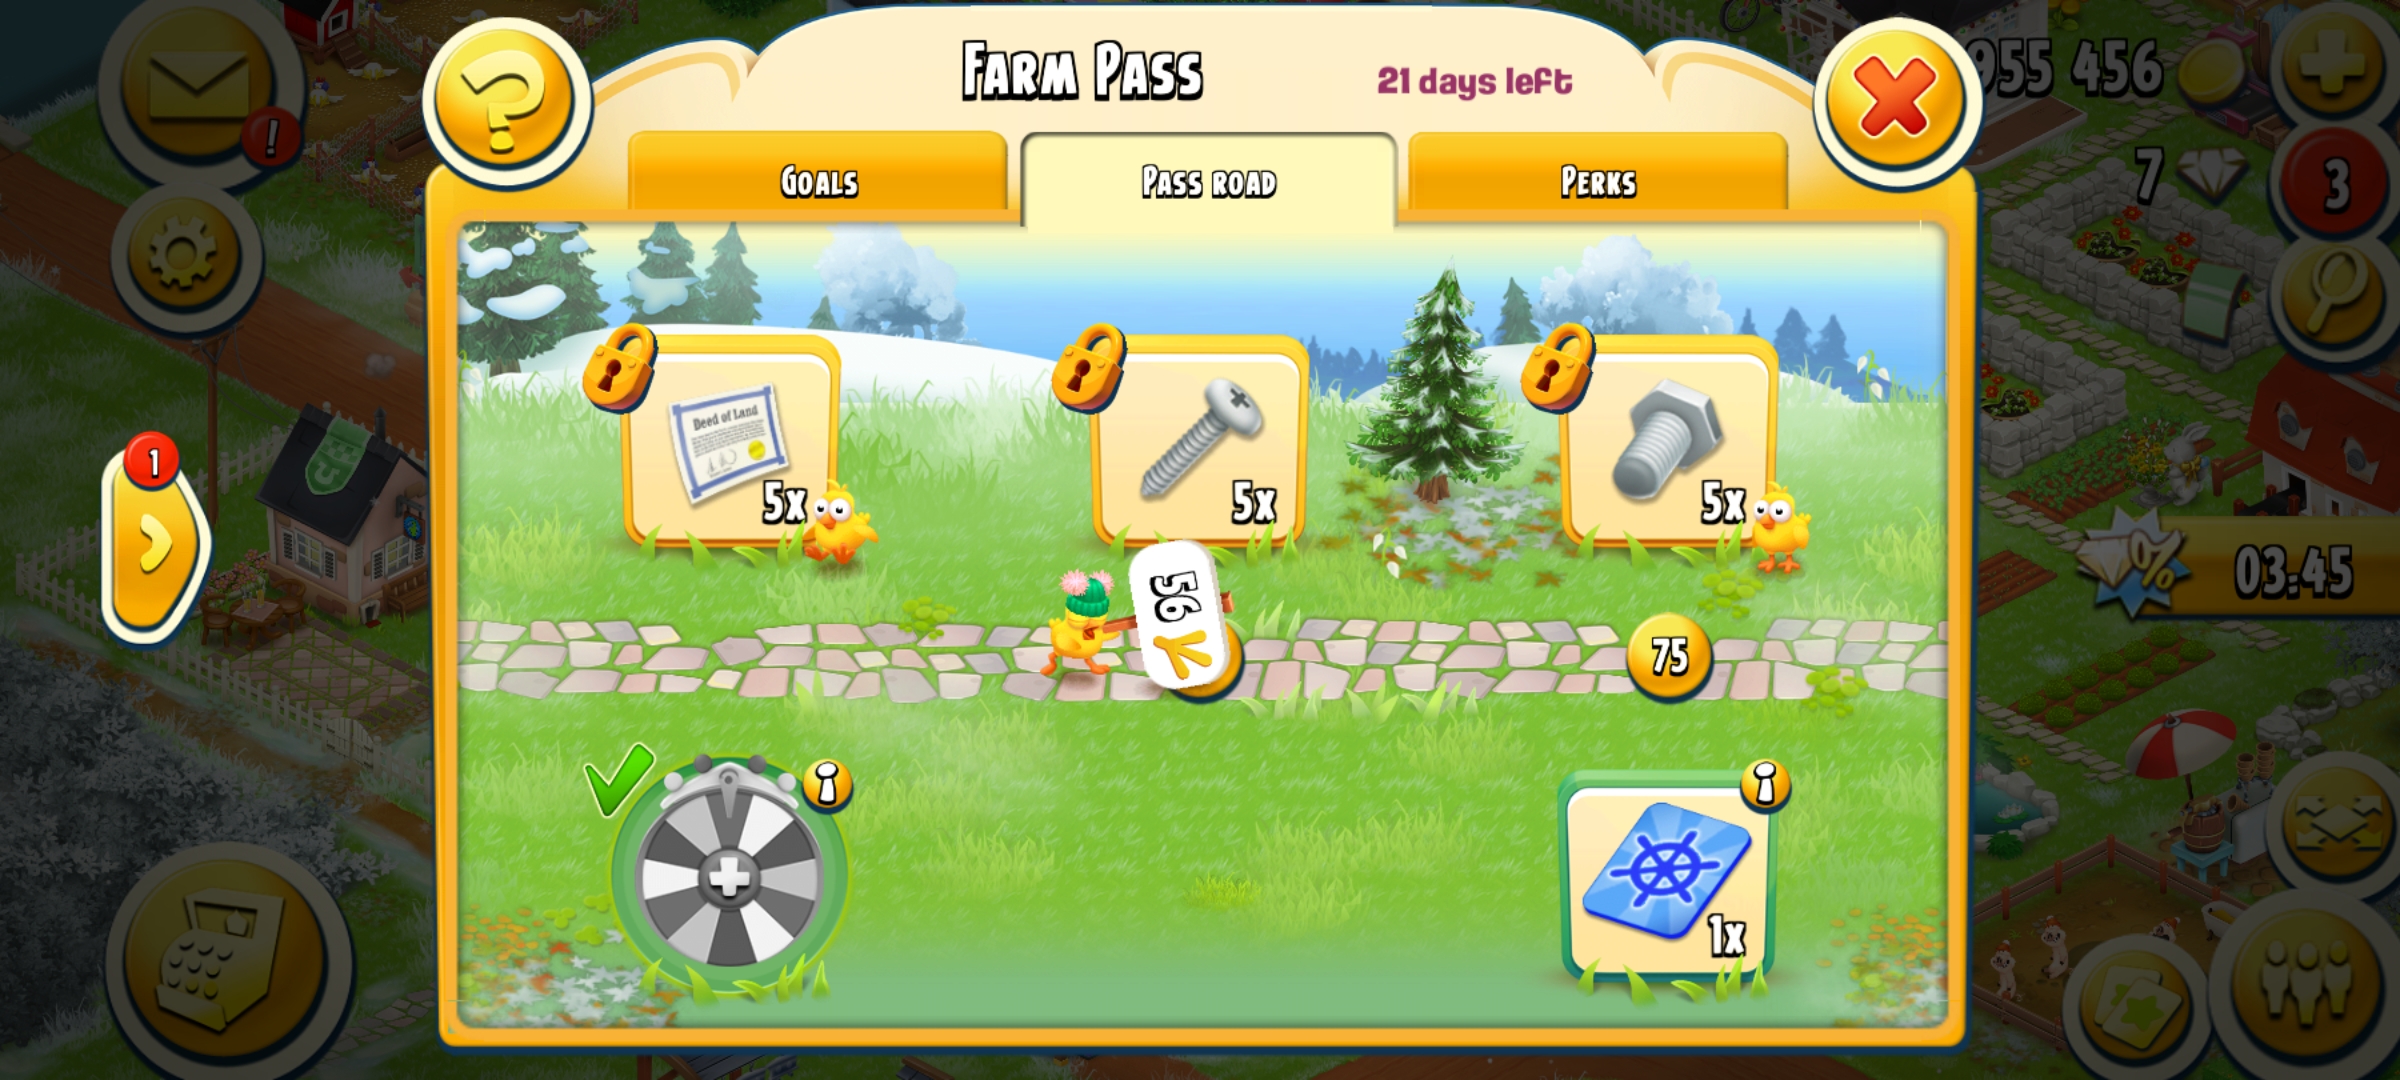 FARM PASS
21 days left
GOALS
PASS ROAD
PERKS
955 456
7
3
1
Deed of Land
5x
5x
5x
56
75
03:45
%
1x